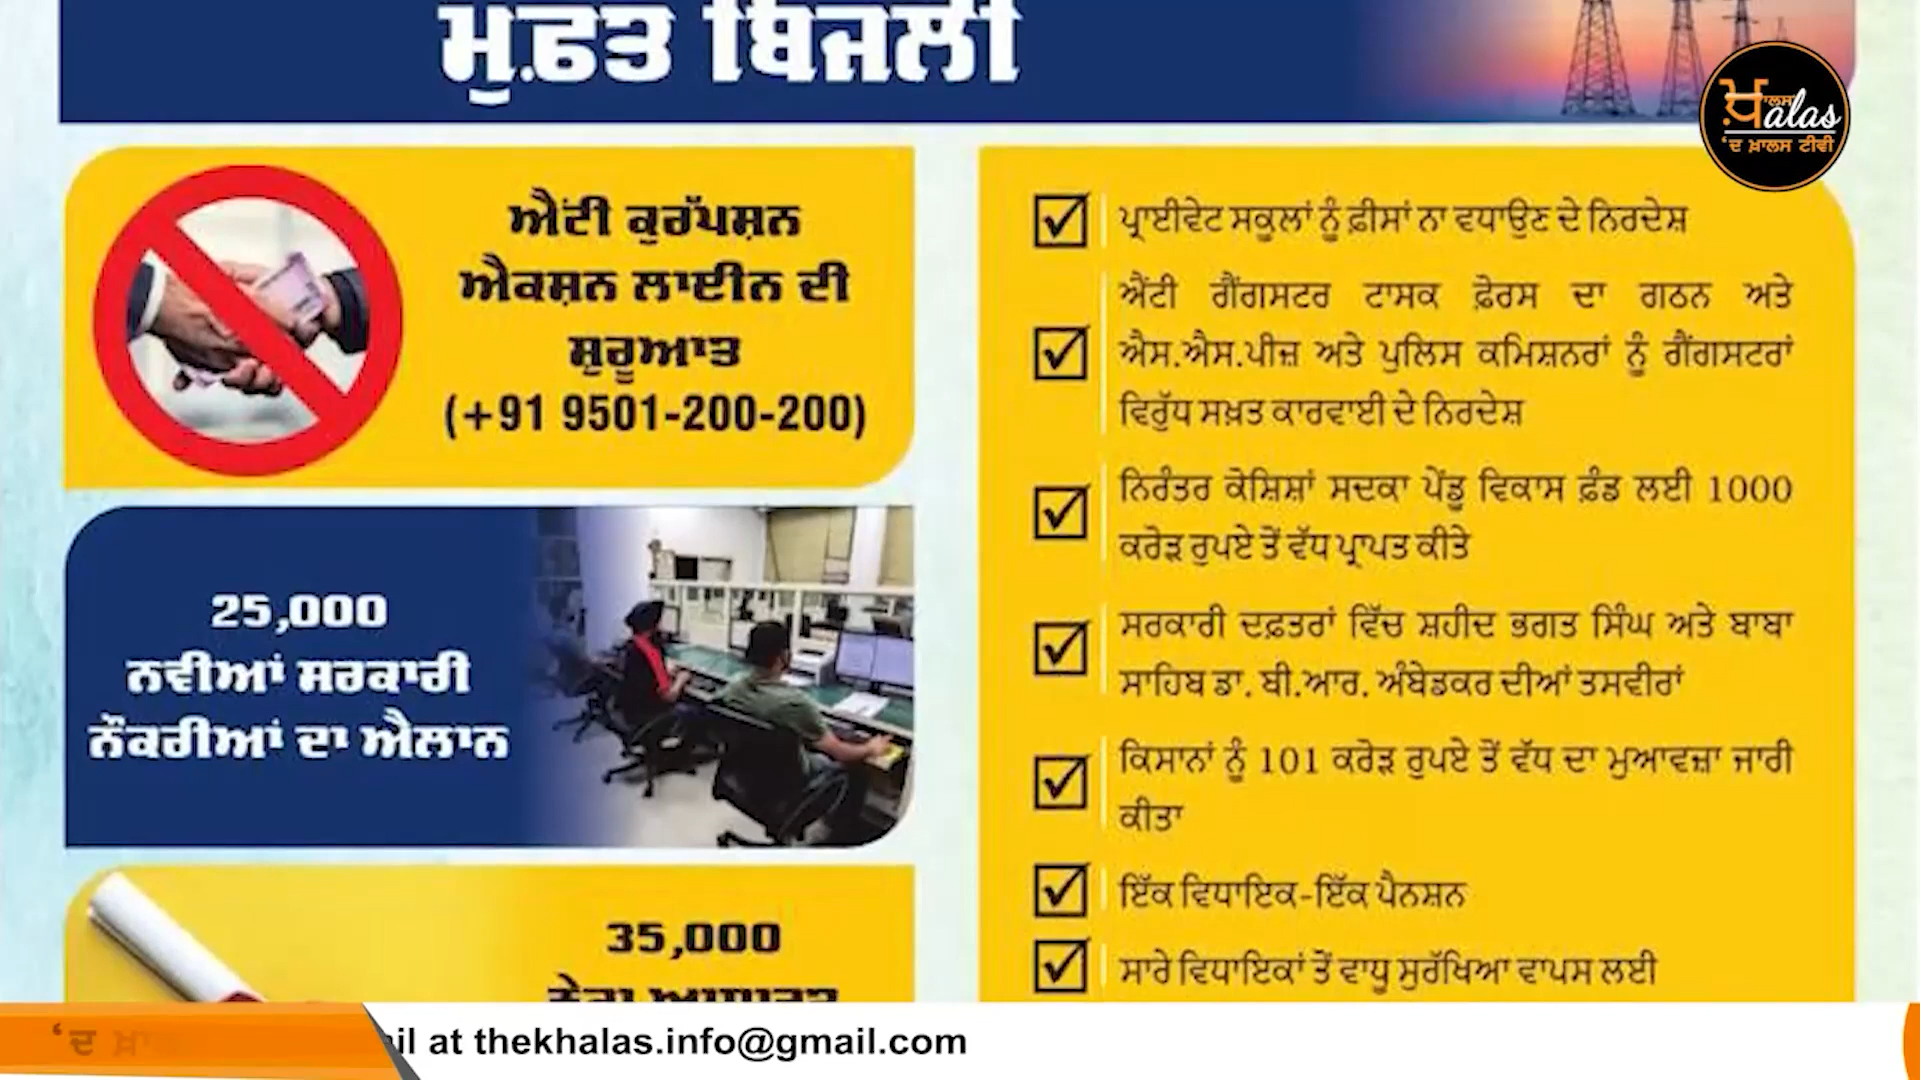 ਮੁਫ਼ਤ ਬਿਜਲੀ
ਖ਼ਾਲਸ
alas
‘ਦ ਖ਼ਾਲਸ ਟੀਵੀ
ਐਂਟੀ ਕੁਰੱਪਸ਼ਨ
ਐਕਸ਼ਨ ਲਾਈਨ ਦੀ
ਸ਼ੁਰੂਆਤ
(+91 9501-200-200)
25,000
ਨਵੀਆਂ ਸਰਕਾਰੀ
ਨੌਕਰੀਆਂ ਦਾ ਐਲਾਨ
35,000
ਪ੍ਰਾਈਵੇਟ ਸਕੂਲਾਂ ਨੂੰ ਫ਼ੀਸਾਂ ਨਾ ਵਧਾਉਣ ਦੇ ਨਿਰਦੇਸ਼
ਐਂਟੀ ਗੈਂਗਸਟਰ ਟਾਸਕ ਫ਼ੋਰਸ ਦਾ ਗਠਨ ਅਤੇ
ਐਸ.ਐਸ.ਪੀਜ਼ ਅਤੇ ਪੁਲਿਸ ਕਮਿਸ਼ਨਰਾਂ ਨੂੰ ਗੈਂਗਸਟਰਾਂ
ਵਿਰੁੱਧ ਸਖ਼ਤ ਕਾਰਵਾਈ ਦੇ ਨਿਰਦੇਸ਼
ਨਿਰੰਤਰ ਕੋਸ਼ਿਸ਼ਾਂ ਸਦਕਾ ਪੇਂਡੂ ਵਿਕਾਸ ਫ਼ੰਡ ਲਈ 1000
ਕਰੋੜ ਰੁਪਏ ਤੋਂ ਵੱਧ ਪ੍ਰਾਪਤ ਕੀਤੇ
ਸਰਕਾਰੀ ਦਫ਼ਤਰਾਂ ਵਿੱਚ ਸ਼ਹੀਦ ਭਗਤ ਸਿੰਘ ਅਤੇ ਬਾਬਾ
ਸਾਹਿਬ ਡਾ. ਬੀ.ਆਰ. ਅੰਬੇਡਕਰ ਦੀਆਂ ਤਸਵੀਰਾਂ
ਕਿਸਾਨਾਂ ਨੂੰ 101 ਕਰੋੜ ਰੁਪਏ ਤੋਂ ਵੱਧ ਦਾ ਮੁਆਵਜ਼ਾ ਜਾਰੀ
ਕੀਤਾ
ਇੱਕ ਵਿਧਾਇਕ-ਇੱਕ ਪੈਨਸ਼ਨ
ਸਾਰੇ ਵਿਧਾਇਕਾਂ ਤੋਂ ਵਾਧੂ ਸੁਰੱਖਿਆ ਵਾਪਸ ਲਈ
‘ਦ
il at thekhalas.info@gmail.com